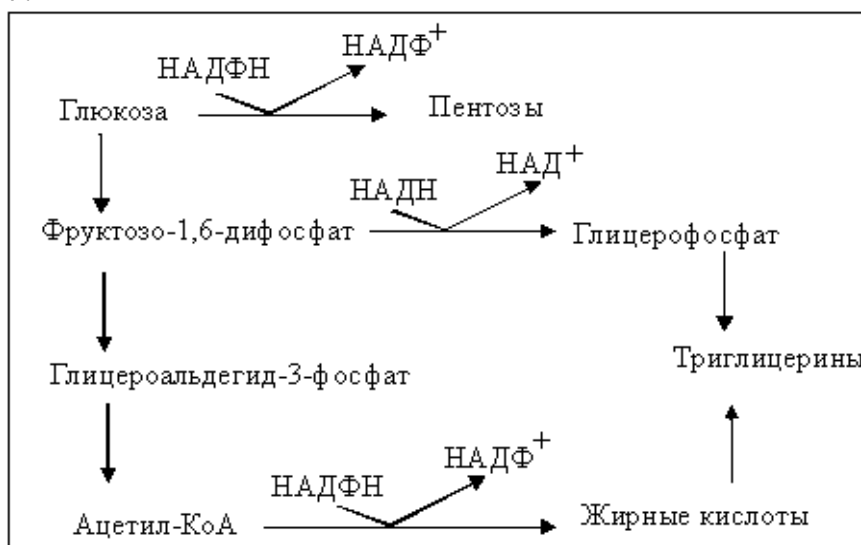 НАДФН НАДФ+
Глюкоза Пентозы
НАДН НАД+
Фруктозо-1,6-дифосфат Глицерофосфат
Глицероальдегид-3-фосфат Триглицерины
НАДФН НАДФ+
Ацетил-КоА Жирные кислоты